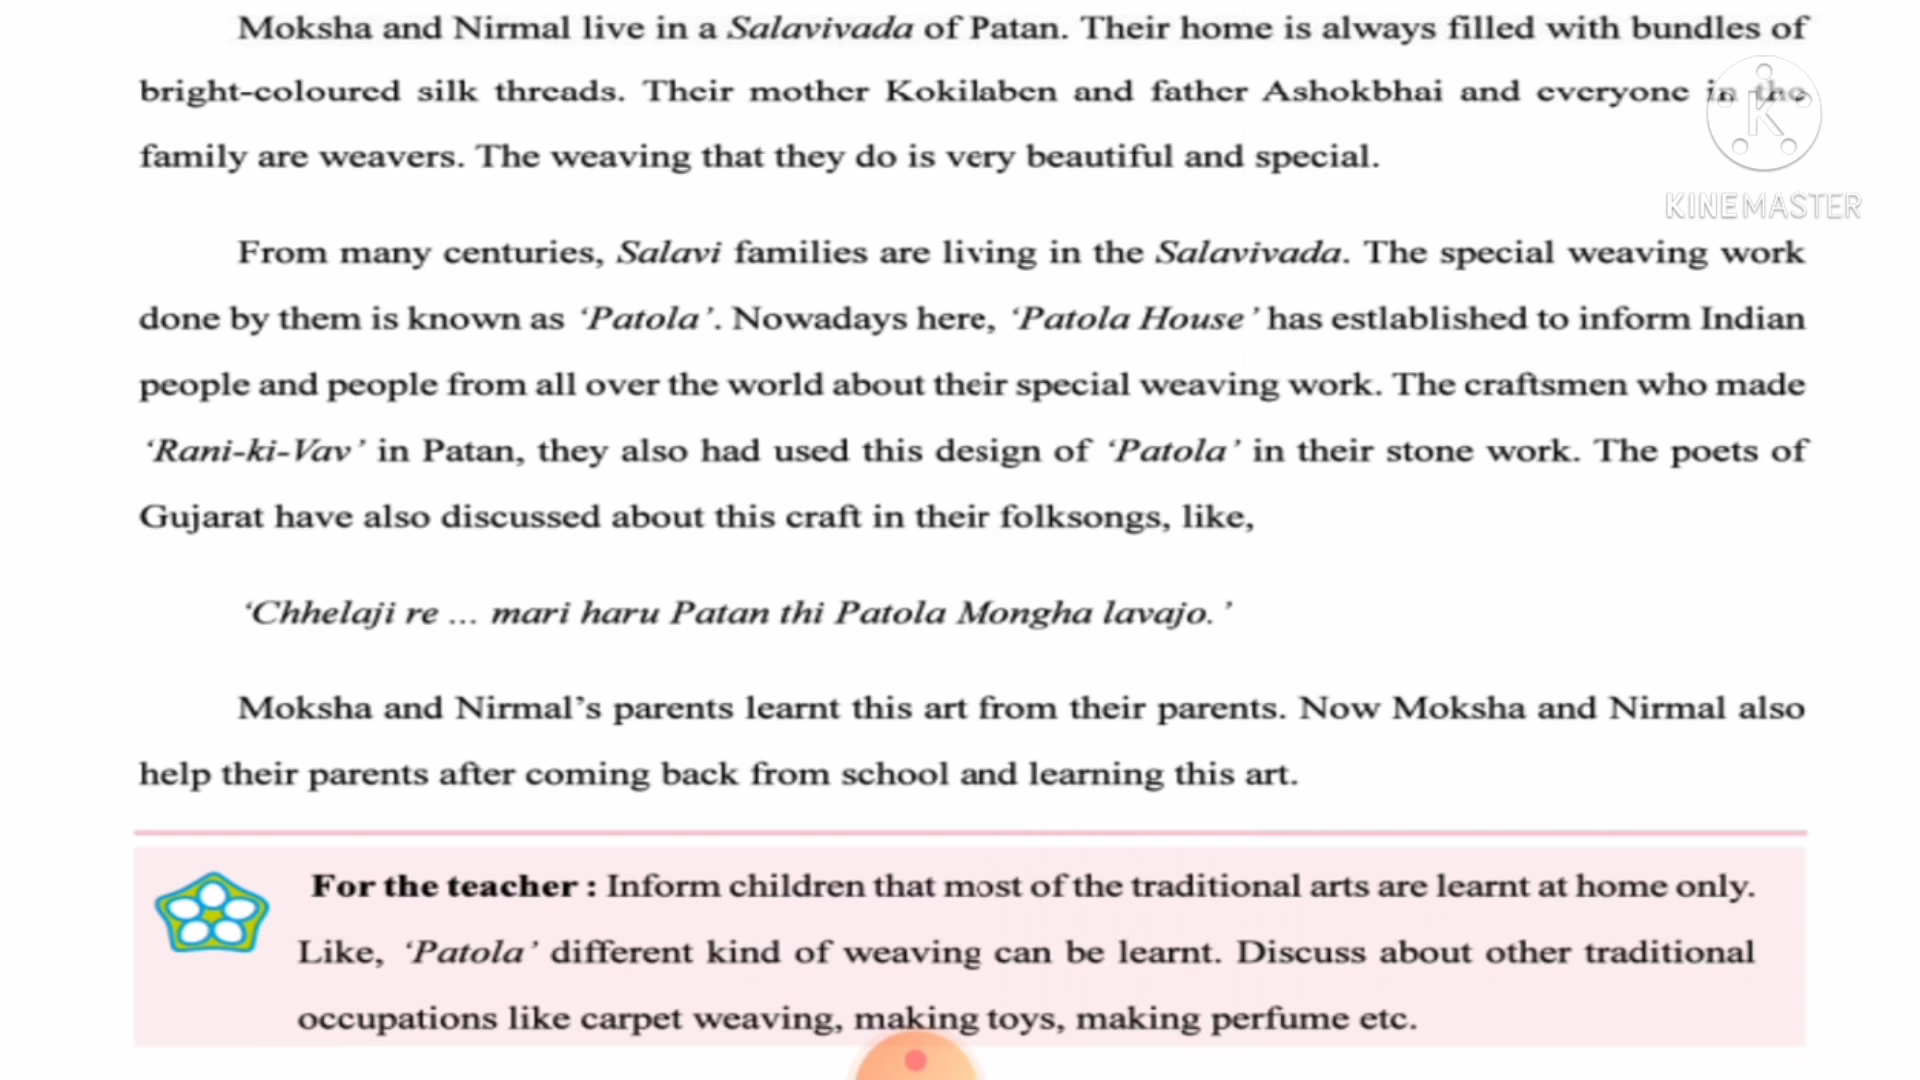 Moksha and Nirmal live in a Salavivada of Patan. Their home is always filled with bundles of
bright-coloured silk threads. Their mother Kokilaben and father Ashokbhai and everyone in the
family are weavers. The weaving that they do is very beautiful and special.
KINEMASTER
From many centuries, Salavi families are living in the Salavivada. The special weaving work
done by them is known as ‘Patola’. Nowadays here, ‘Patola House’ has estlablished to inform Indian
people and people from all over the world about their special weaving work. The craftsmen who made
‘Rani-ki-Vav’ in Patan, they also had used this design of ‘Patola’ in their stone work. The poets of
Gujarat have also discussed about this craft in their folksongs, like,
‘Chhelaji re ... mari haru Patan thi Patola Mongha lavajo.’
Moksha and Nirmal’s parents learnt this art from their parents. Now Moksha and Nirmal also
help their parents after coming back from school and learning this art.
For the teacher : Inform children that most of the traditional arts are learnt at home only.
Like, ‘Patola’ different kind of weaving can be learnt. Discuss about other traditional
occupations like carpet weaving, making toys, making perfume etc.